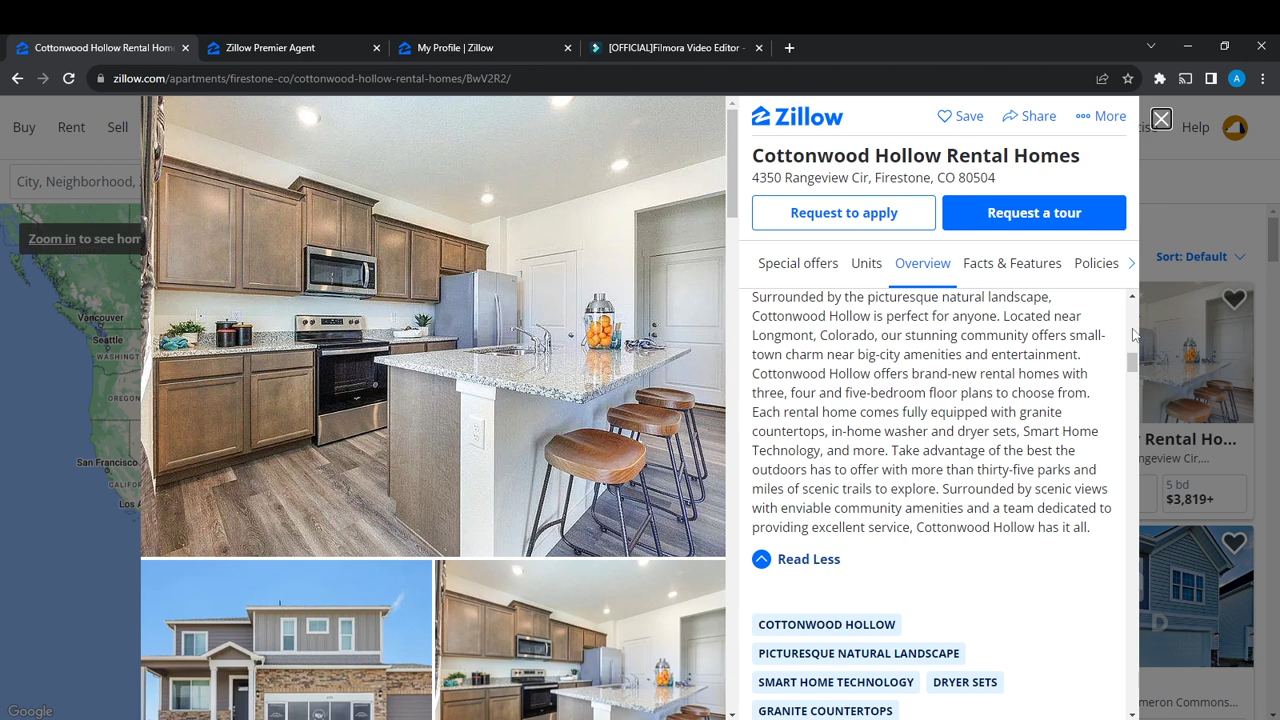 Cottonwood Hollow Rental Hom
Zillow Premier Agent
My Profile | Zillow
[OFFICIAL]Filmora Video Editor -
zillow.com/apartments/firestone-co/cottonwood-hollow-rental-homes/BwV2R2/
A
Buy
Rent
Sell
Help
City, Neighborhood,
Zoom in to see hom
Vancouver
Seattle
WASHINGT
OREGON
San Francisco
CALIFOR
Los A
Google
Zillow
Save
Share
More
Cottonwood Hollow Rental Homes
4350 Rangeview Cir, Firestone, CO 80504
Request to apply
Request a tour
Special offers
Units
Overview
Facts & Features
Policies
Surrounded by the picturesque natural landscape,
Cottonwood Hollow is perfect for anyone. Located near
Longmont, Colorado, our stunning community offers small-
town charm near big-city amenities and entertainment.
Cottonwood Hollow offers brand-new rental homes with
three, four and five-bedroom floor plans to choose from.
Each rental home comes fully equipped with granite
countertops, in-home washer and dryer sets, Smart Home
Technology, and more. Take advantage of the best the
outdoors has to offer with more than thirty-five parks and
miles of scenic trails to explore. Surrounded by scenic views
with enviable community amenities and a team dedicated to
providing excellent service, Cottonwood Hollow has it all.
Read Less
COTTONWOOD HOLLOW
PICTURESQUE NATURAL LANDSCAPE
SMART HOME TECHNOLOGY
DRYER SETS
GRANITE COUNTERTOPS
Sort: Default
Rental Ho...
ngeview Cir,...
5 bd
$3,819+
meron Commons...